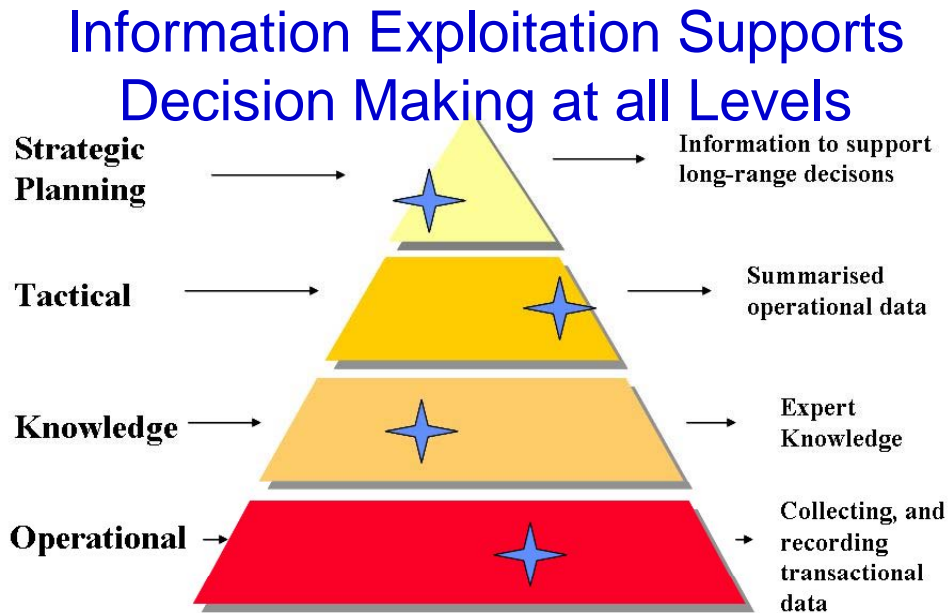 Information Exploitation Supports
Decision Making at all Levels
Strategic
Planning
Information to support
long-range decisons
Tactical
Summarised
operational data
Knowledge
Expert
Knowledge
Operational
Collecting, and
recording
transactional
data